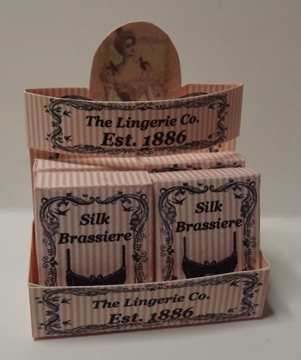 The Lingerie Co.
Est. 1886
Silk
Brassiere
Silk
Brassiere
The Lingerie Co.
Est. 1886